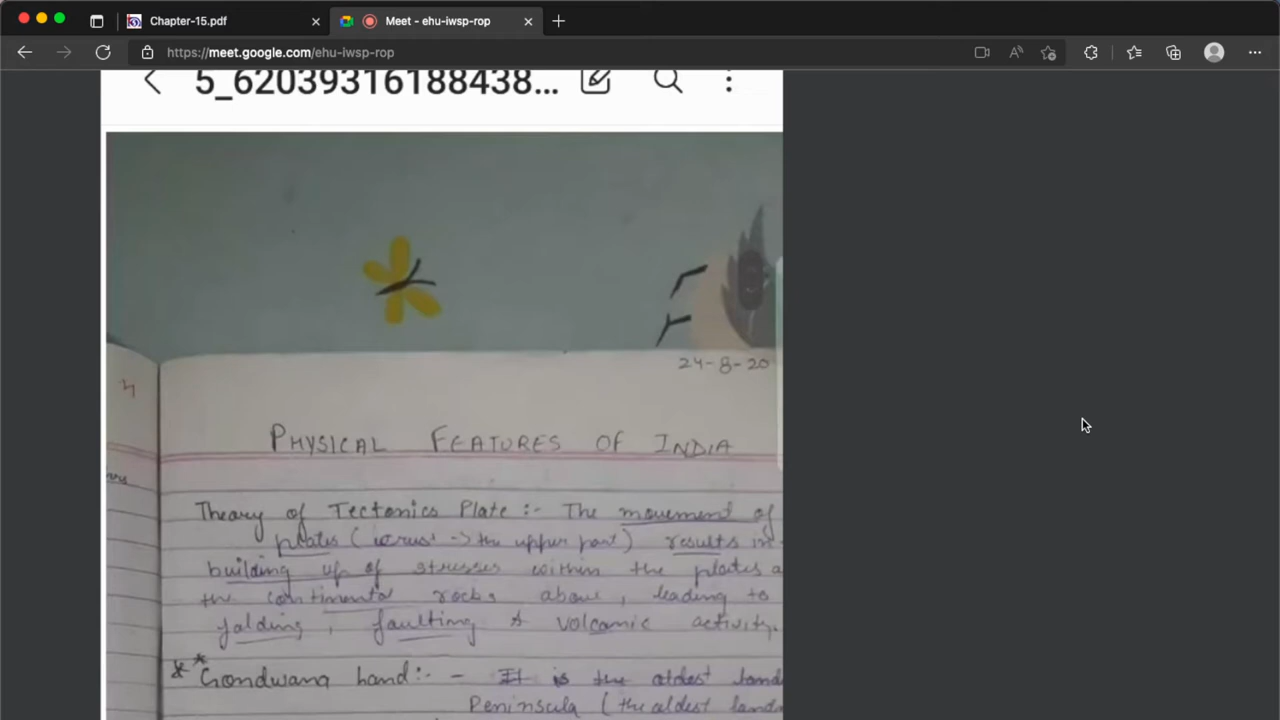 Chapter-15.pdf
Meet - ehu-iwsp-rop
https://meet.google.com/ehu-iwsp-rop
5_62039316188438...
24-8-20
PHYSICAL FEATURES OF INDIA
Theory of Tectonics Plate :- The movement of
plates ( -> the upper part) results in
building up of stresses within the plates a
the continental rocks above, leading to
folding, faulting & volcanic activity.
** Gondwana land :- - It is the oldest land
Peninsula (the oldest land